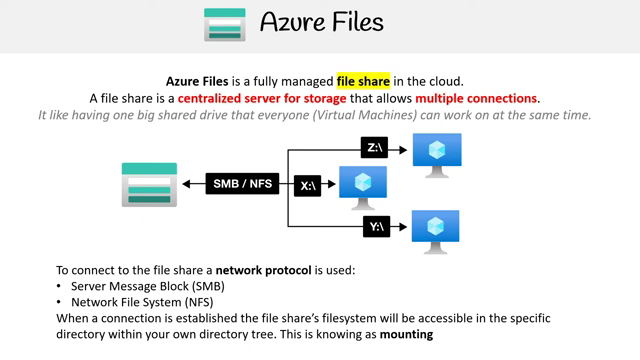 Azure Files
Azure Files is a fully managed file share in the cloud.
A file share is a centralized server for storage that allows multiple connections.
It like having one big shared drive that everyone (Virtual Machines) can work on at the same time.
Z:\
SMB / NFS
X:\
Y:\
To connect to the file share a network protocol is used:
• Server Message Block (SMB)
• Network File System (NFS)
When a connection is established the file share's filesystem will be accessible in the specific
directory within your own directory tree. This is knowing as mounting